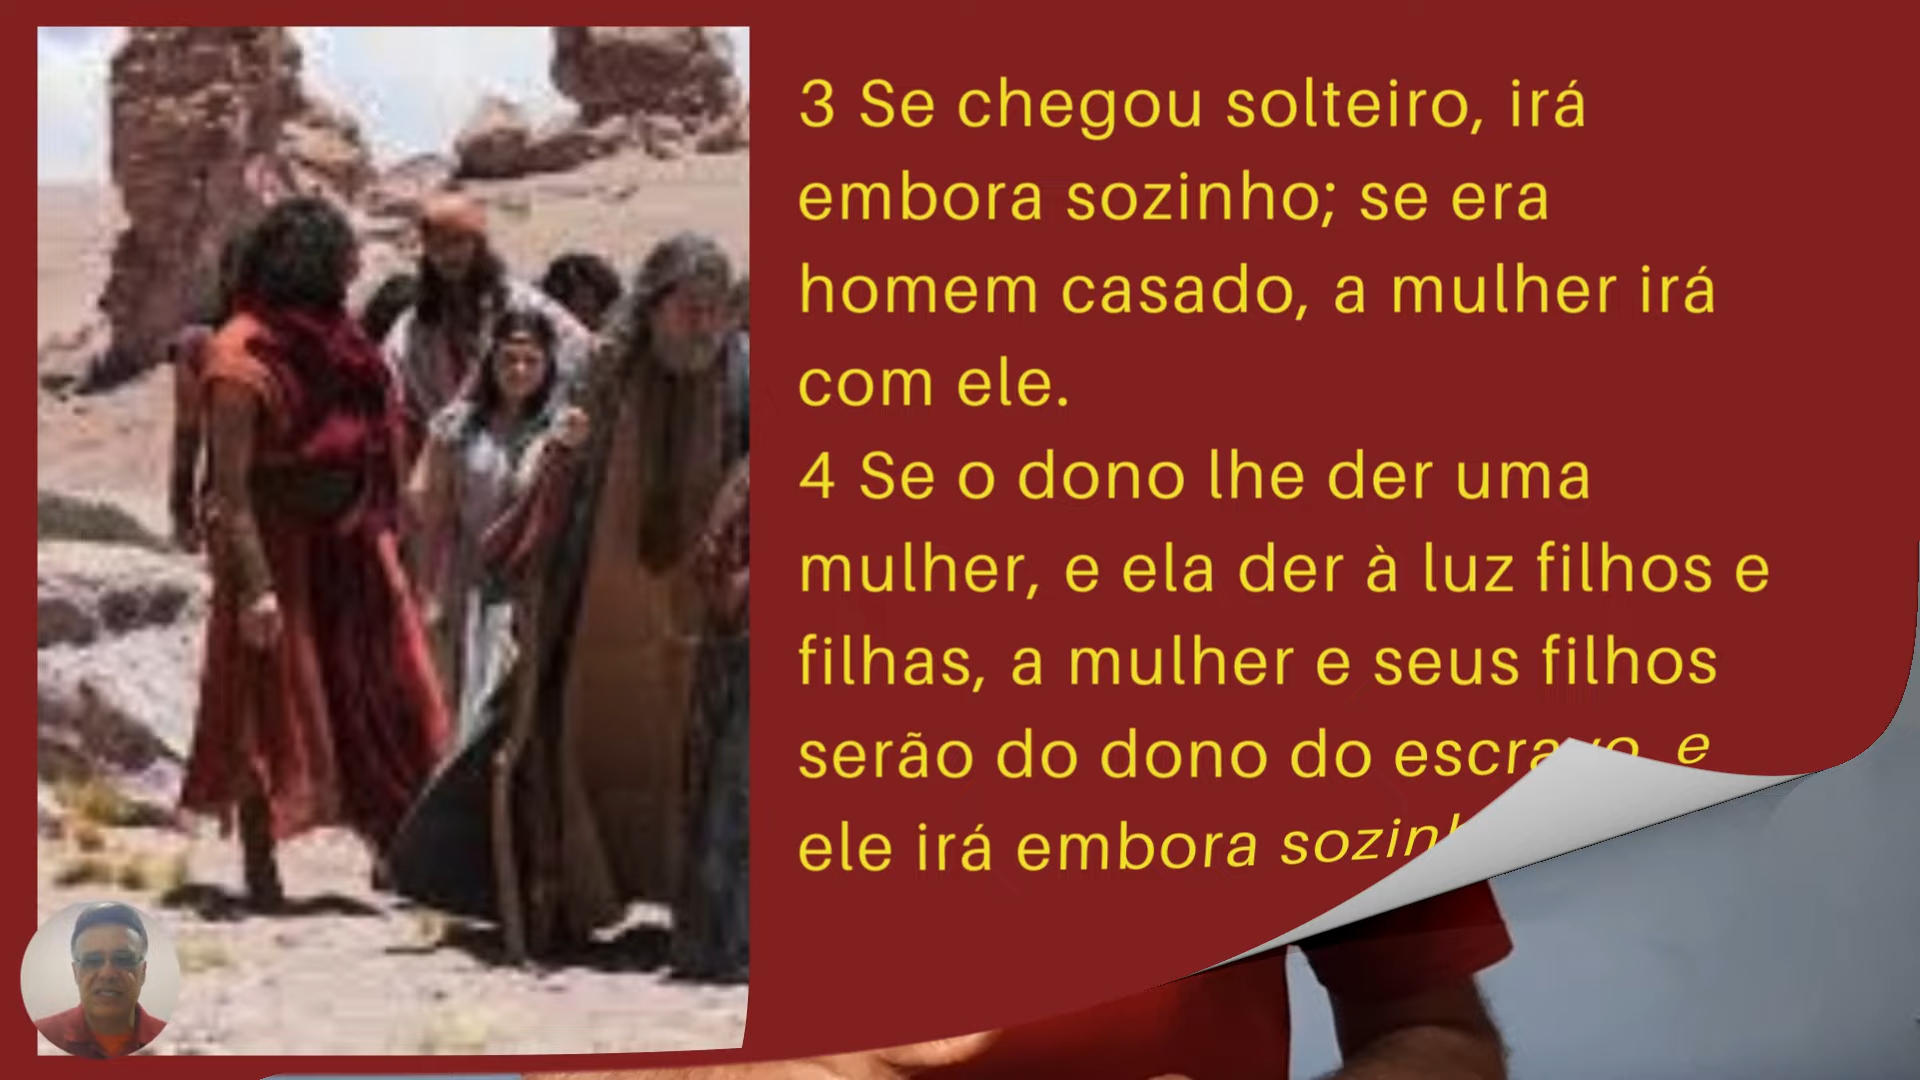 3 Se chegou solteiro, irá
embora sozinho; se era
homem casado, a mulher irá
com ele.
4 Se o dono lhe der uma
mulher, e ela der à luz filhos e
filhas, a mulher e seus filhos
serão do dono do e
ele irá embora